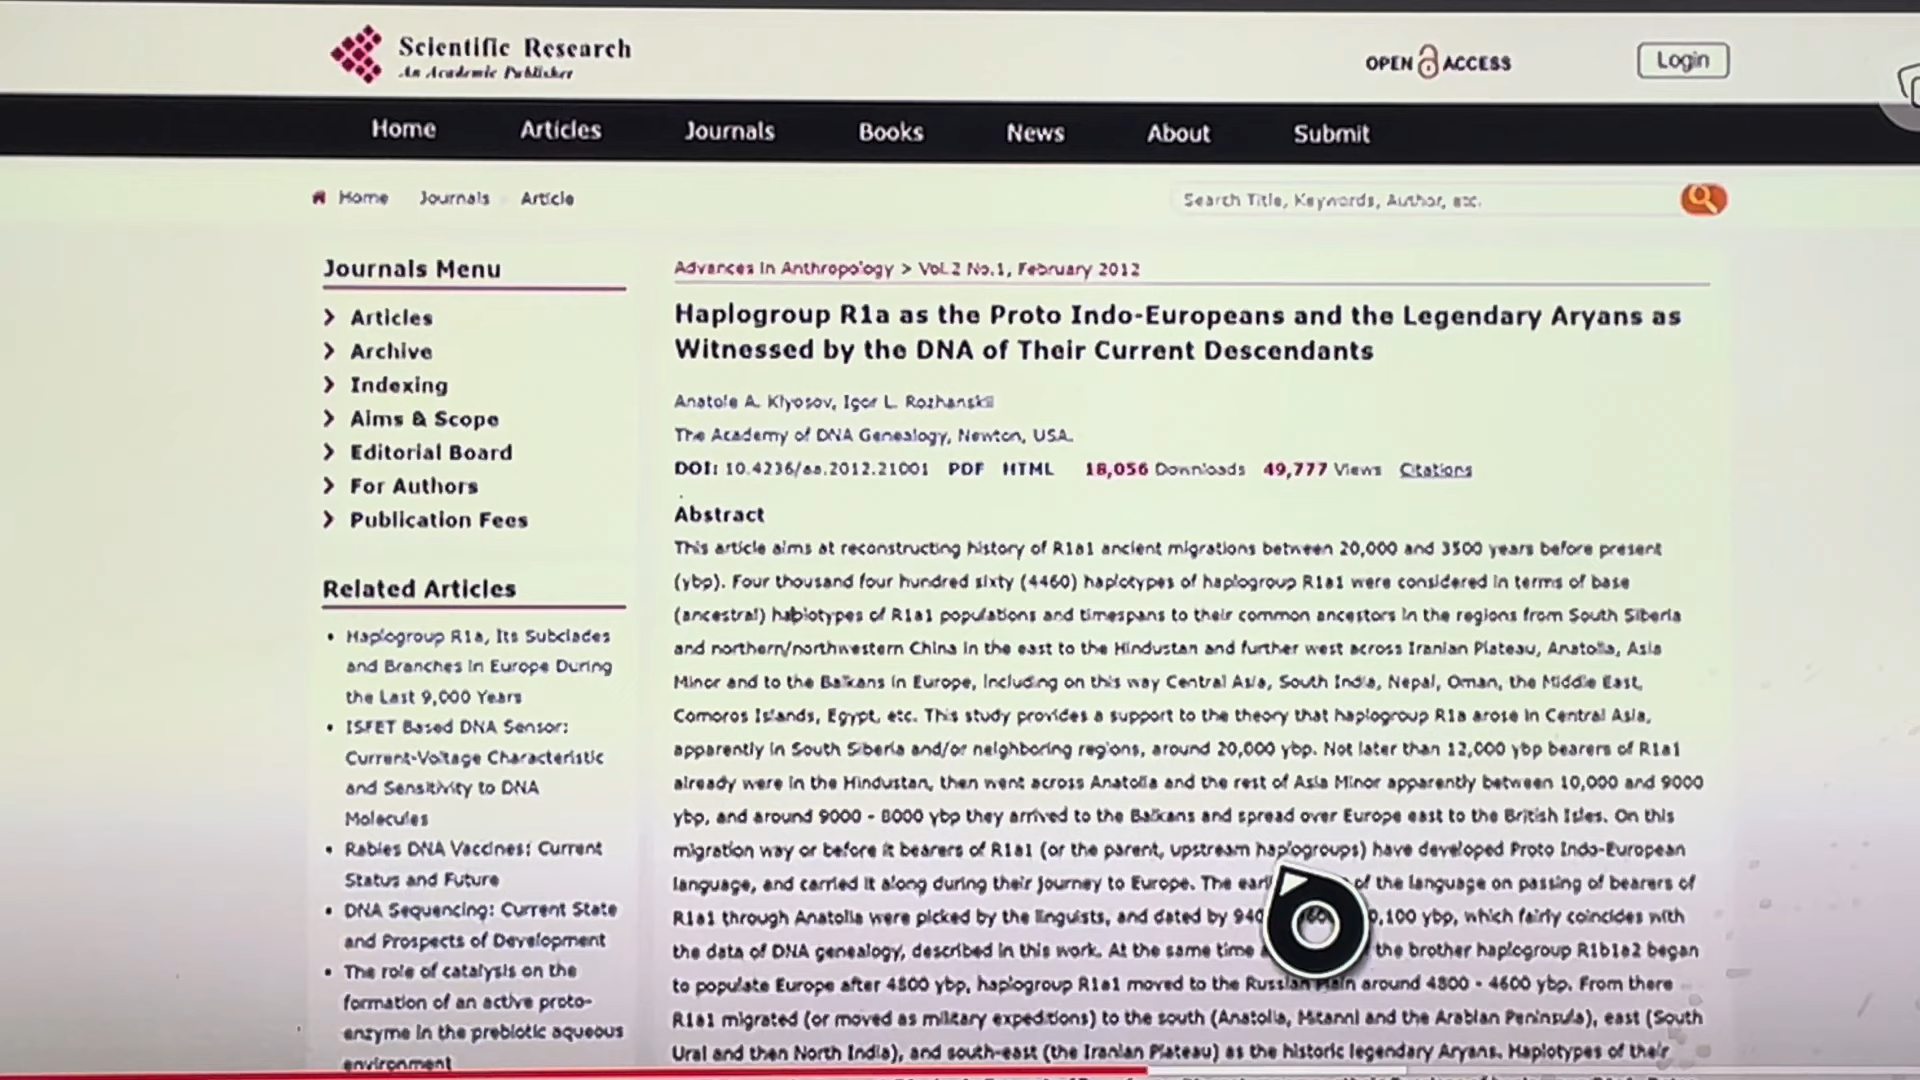 Scientific Research
An Academic Publisher
OPEN ACCESS
Login
Home Articles Journals Books News About Submit
Home Journals Article
Search Title, Keywords, Author, etc.
Journals Menu
Articles
Archive
Indexing
Aims & Scope
Editorial Board
For Authors
Publication Fees
Related Articles
Haplogroup R1a, Its Subclades
and Branches in Europe During
the Last 9,000 Years
ISFET Based DNA Sensor:
Current-Voltage Characteristic
and Sensitivity to DNA
Molecules
Rabies DNA Vaccines: Current
Status and Future
DNA Sequencing: Current State
and Prospects of Development
The role of catalysis on the
formation of an active proto-
enzyme in the prebiotic aqueous
environment
Advances in Anthropology > Vol.2 No.1, February 2012
Haplogroup R1a as the Proto Indo-Europeans and the Legendary Aryans as
Witnessed by the DNA of Their Current Descendants
Anatole A. Klyosov, Igor L. Rozhanskii
The Academy of DNA Genealogy, Newton, USA.
DOI: 10.4236/aa.2012.21001 PDF HTML 18,056 Downloads 49,777 Views Citations
Abstract
This article aims at reconstructing history of R1a1 ancient migrations between 20,000 and 3500 years before present
(ybp). Four thousand four hundred sixty (4460) haplotypes of haplogroup R1a1 were considered in terms of base
(ancestral) haplotypes of R1a1 populations and timespans to their common ancestors in the regions from South Siberia
and northern/northwestern China in the east to the Hindustan and further west across Iranian Plateau, Anatolia, Asia
Minor and to the Balkans in Europe, including on this way Central Asia, South India, Nepal, Oman, the Middle East,
Comoros Islands, Egypt, etc. This study provides a support to the theory that haplogroup R1a arose in Central Asia,
apparently in South Siberia and/or neighboring regions, around 20,000 ybp. Not later than 12,000 ybp bearers of R1a1
already were in the Hindustan, then went across Anatolia and the rest of Asia Minor apparently between 10,000 and 9000
ybp, and around 9000 - 8000 ybp they arrived to the Balkans and spread over Europe east to the British Isles. On this
migration way or before it bearers of R1a1 (or the parent, upstream haplogroups) have developed Proto Indo-European
language, and carried it along during their journey to Europe. The of the language on passing of bearers of
R1a1 through Anatolia were picked by the linguists, and dated by ybp, which fairly coincides with
the data of DNA genealogy, described in this work. At the same time the brother haplogroup R1b1a2 began
to populate Europe after 4800 ybp, haplogroup R1a1 moved to the Russian Plain around 4800 - 4600 ybp. From there
R1a1 migrated (or moved as military expeditions) to the south (Anatolia, Mitanni and the Arabian Peninsula), east (South
Ural and then North India), and south-east (the Iranian Plateau) as the historic legendary Aryans. Haplotypes of their